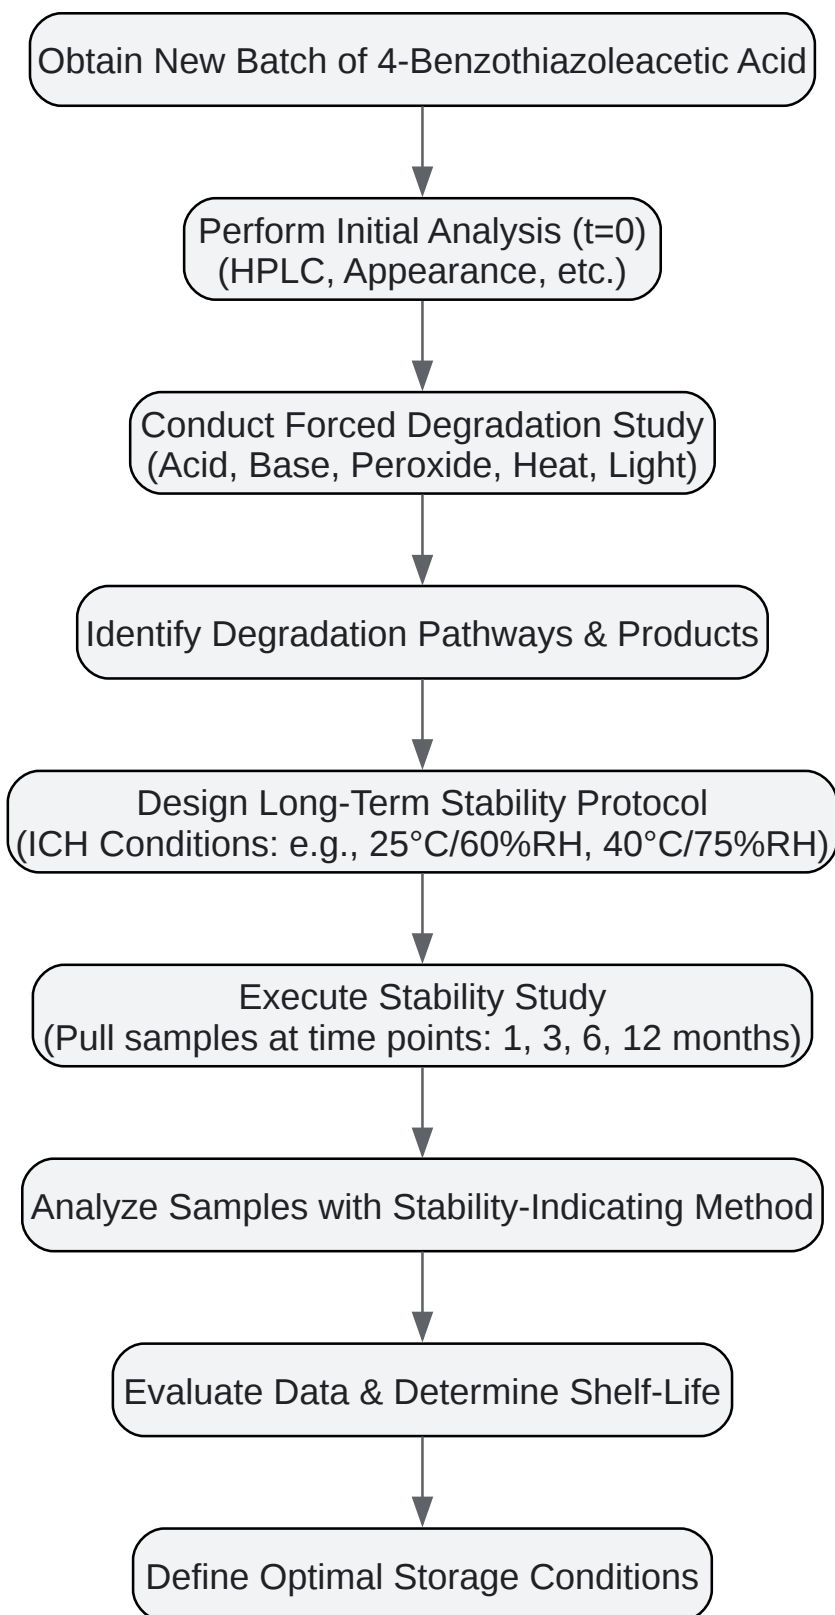 Obtain New Batch of 4-Benzothiazoleacetic Acid
Perform Initial Analysis (t=0)
(HPLC, Appearance, etc.)
Conduct Forced Degradation Study
(Acid, Base, Peroxide, Heat, Light)
Identify Degradation Pathways & Products
Design Long-Term Stability Protocol
(ICH Conditions: e.g., 25°C/60%RH, 40°C/75%RH)
Execute Stability Study
(Pull samples at time points: 1, 3, 6, 12 months)
Analyze Samples with Stability-Indicating Method
Evaluate Data & Determine Shelf-Life
Define Optimal Storage Conditions